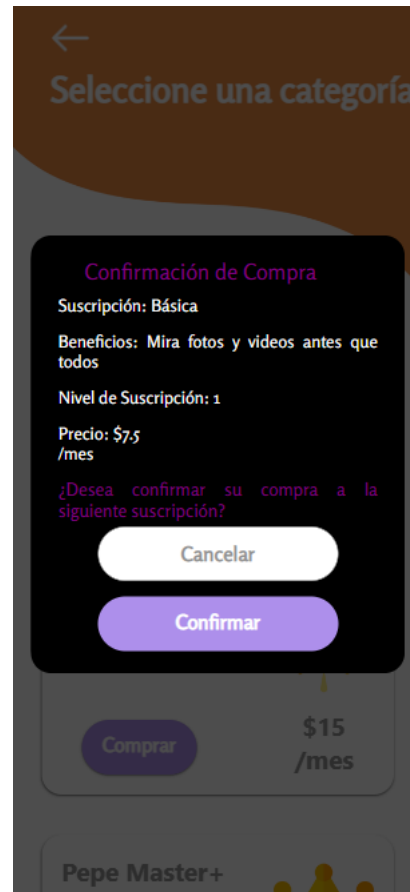 Seleccione una categoría
Confirmación de Compra
Suscripción: Básica
Beneficios: Mira fotos y videos antes que
todos
Nivel de Suscripción: 1
Precio: $7.5
/mes
¿Desea confirmar su compra a la
siguiente suscripción?
Cancelar
Confirmar
Comprar
$15
/mes
Pepe Master+